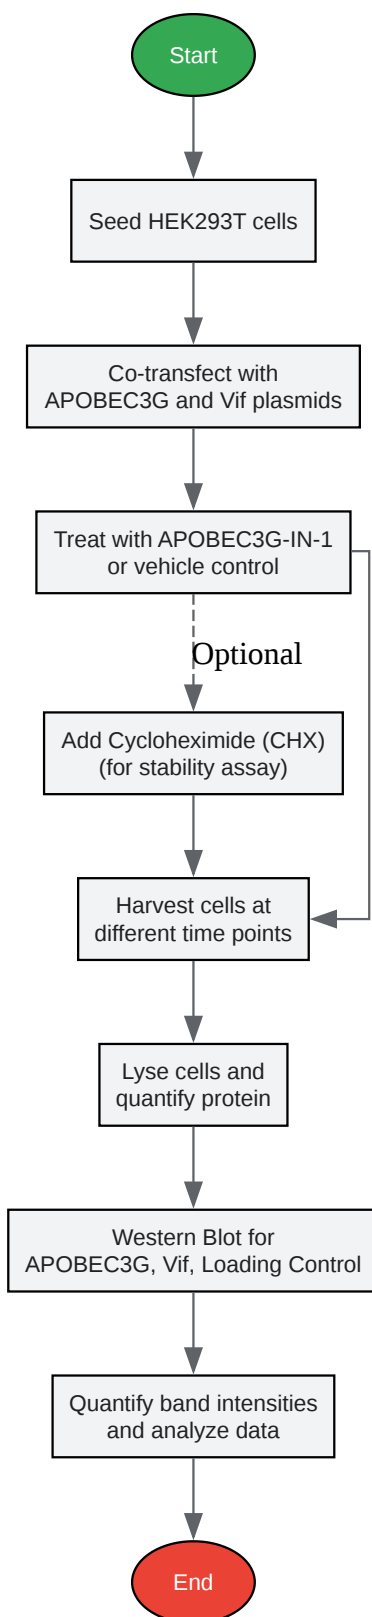 Start
Seed HEK293T cells
Co-transfect with
APOBEC3G and Vif plasmids
Treat with APOBEC3G-IN-1
or vehicle control
Optional
Add Cycloheximide (CHX)
(for stability assay)
Harvest cells at
different time points
Lyse cells and
quantify protein
Western Blot for
APOBEC3G, Vif, Loading Control
Quantify band intensities
and analyze data
End